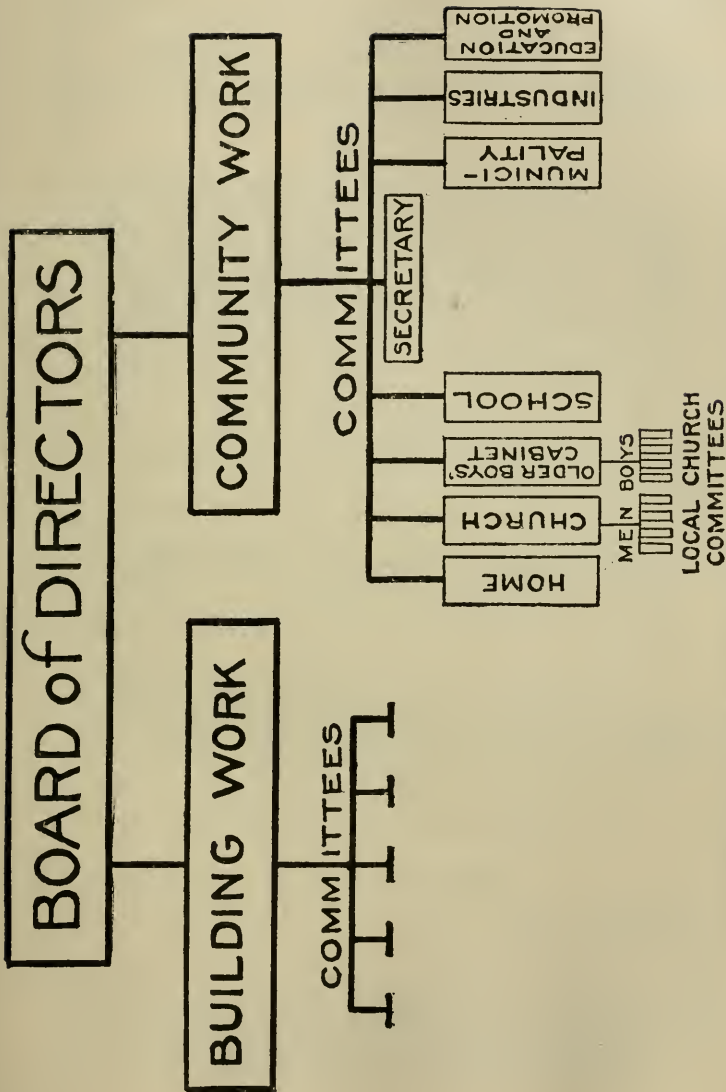 BOARD of DIRECTORS
BUILDING WORK
COMMUNITY WORK
COMMITTEES
COMMITTEES
SECRETARY
HOME
CHURCH
OLDER BOYS'
CABINET
SCHOOL
MUNICI-
PALITY
INDUSTRIES
EDUCATION
AND
PROMOTION
MEN
BOYS
LOCAL CHURCH
COMMITTEES